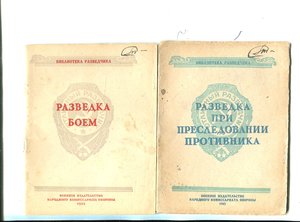 БИБЛИОТЕКА РАЗВЕДЧИКА
РАЗВЕДКА
БОЕМ
ВОЕННОЕ ИЗДАТЕЛЬСТВО
НАРОДНОГО КОМИССАРИАТА ОБОРОНЫ
БИБЛИОТЕКА РАЗВЕДЧИКА
РАЗВЕДКА
ПРИ
ПРЕСЛЕДОВАНИИ
ПРОТИВНИКА
ВОЕННОЕ ИЗДАТЕЛЬСТВО
НАРОДНОГО КОМИССАРИАТА ОБОРОНЫ